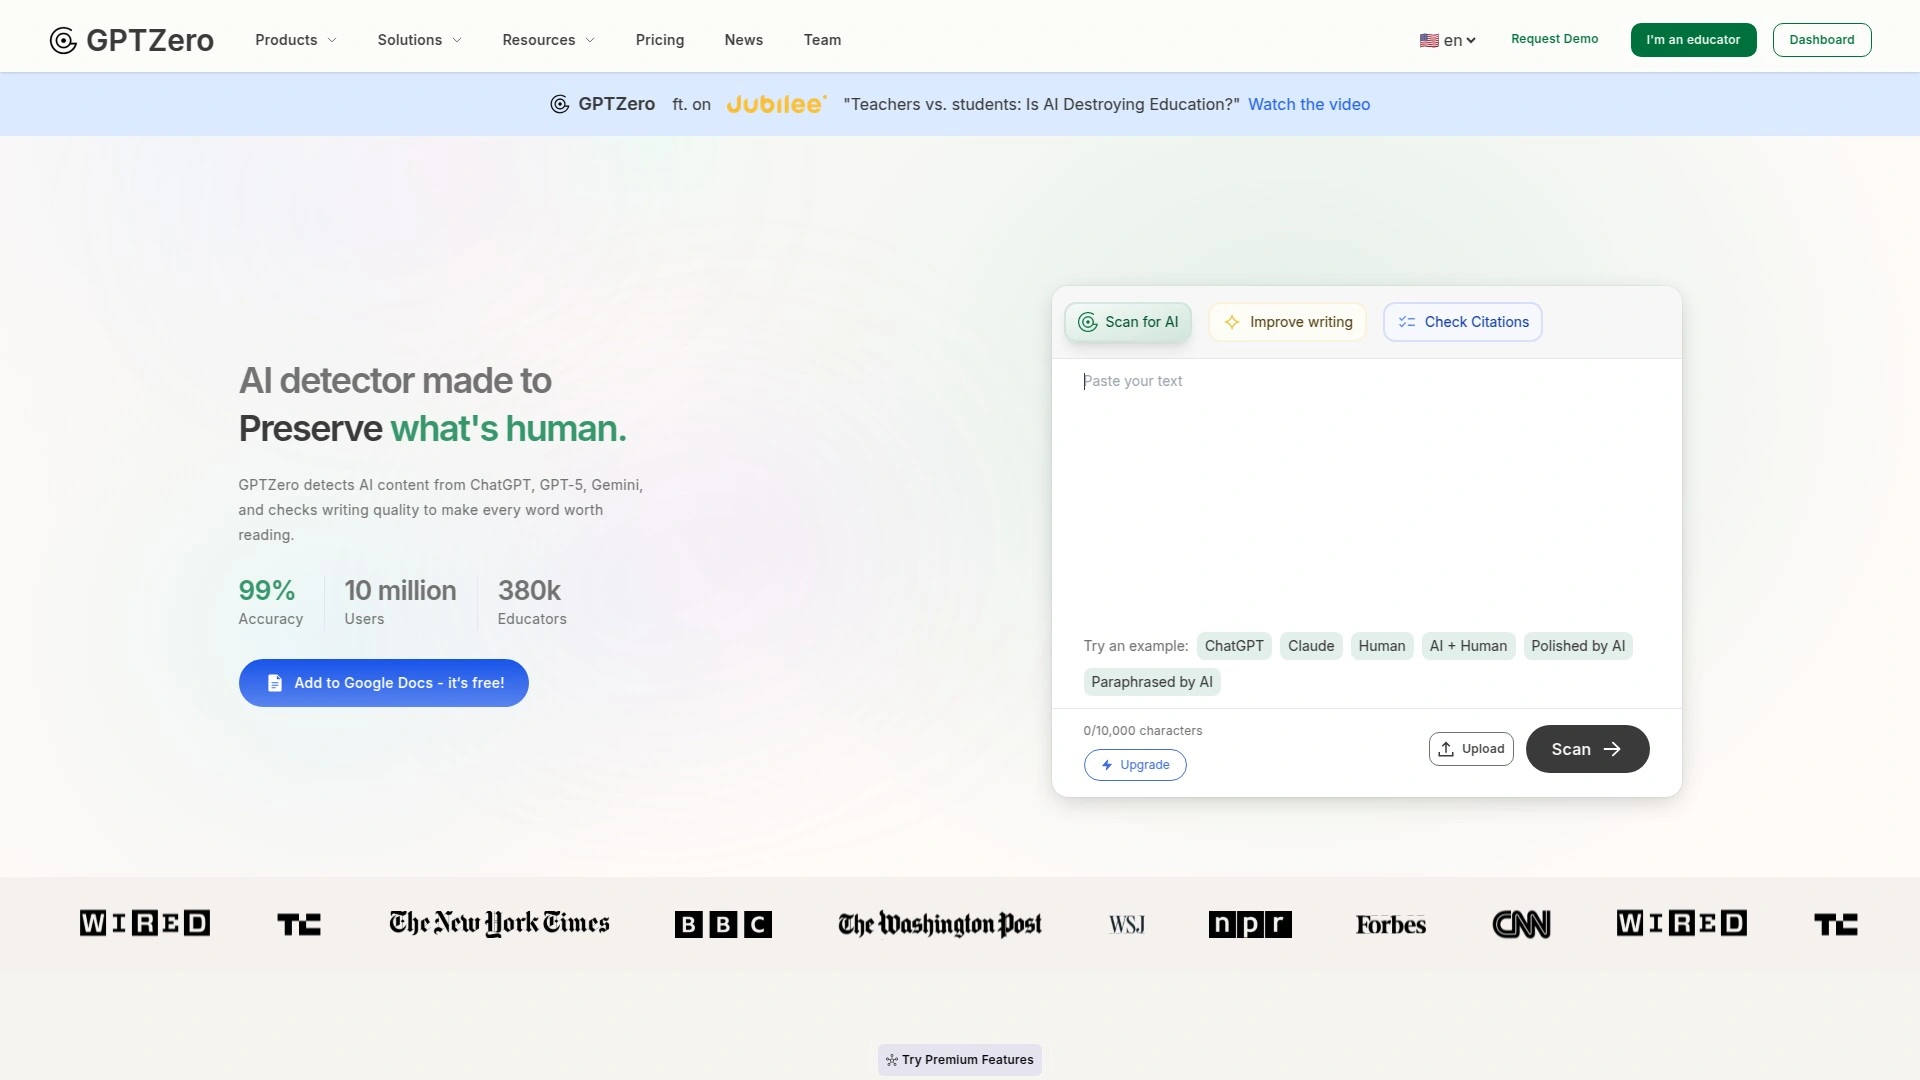 GPTZero
Products
Solutions
Resources
Pricing
News
Team
en
Request Demo
I'm an educator
Dashboard
GPTZero ft. on Jubilee "Teachers vs. students: Is AI Destroying Education?" Watch the video
AI detector made to
Preserve what's human.
GPTZero detects AI content from ChatGPT, GPT-5, Gemini,
and checks writing quality to make every word worth
reading.
99%
Accuracy
10 million
Users
380k
Educators
Add to Google Docs - it's free!
Scan for AI
Improve writing
Check Citations
Paste your text
Try an example: ChatGPT Claude Human AI + Human Polished by AI
Paraphrased by AI
0/10,000 characters
Upgrade
Upload
Scan
WIRED
TC
The New York Times
BBC
The Washington Post
WSJ
npr
Forbes
CNN
WIRED
TC
Try Premium Features